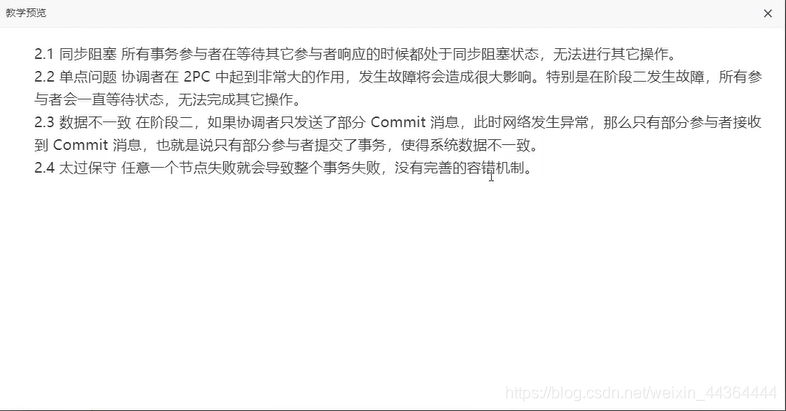 教学预览
2.1 同步阻塞 所有事务参与者在等待其它参与者响应的时候都处于同步阻塞状态，无法进行其它操作。
2.2 单点问题 协调者在 2PC 中起到非常大的作用，发生故障将会造成很大影响。特别是在阶段二发生故障，所有参
与者会一直等待状态，无法完成其它操作。
2.3 数据不一致 在阶段二，如果协调者只发送了部分 Commit 消息，此时网络发生异常，那么只有部分参与者接收
到 Commit 消息，也就是说只有部分参与者提交了事务，使得系统数据不一致。
2.4 太过保守 任意一个节点失败就会导致整个事务失败，没有完善的容错机制。
https://blog.csdn.net/weixin_44364444